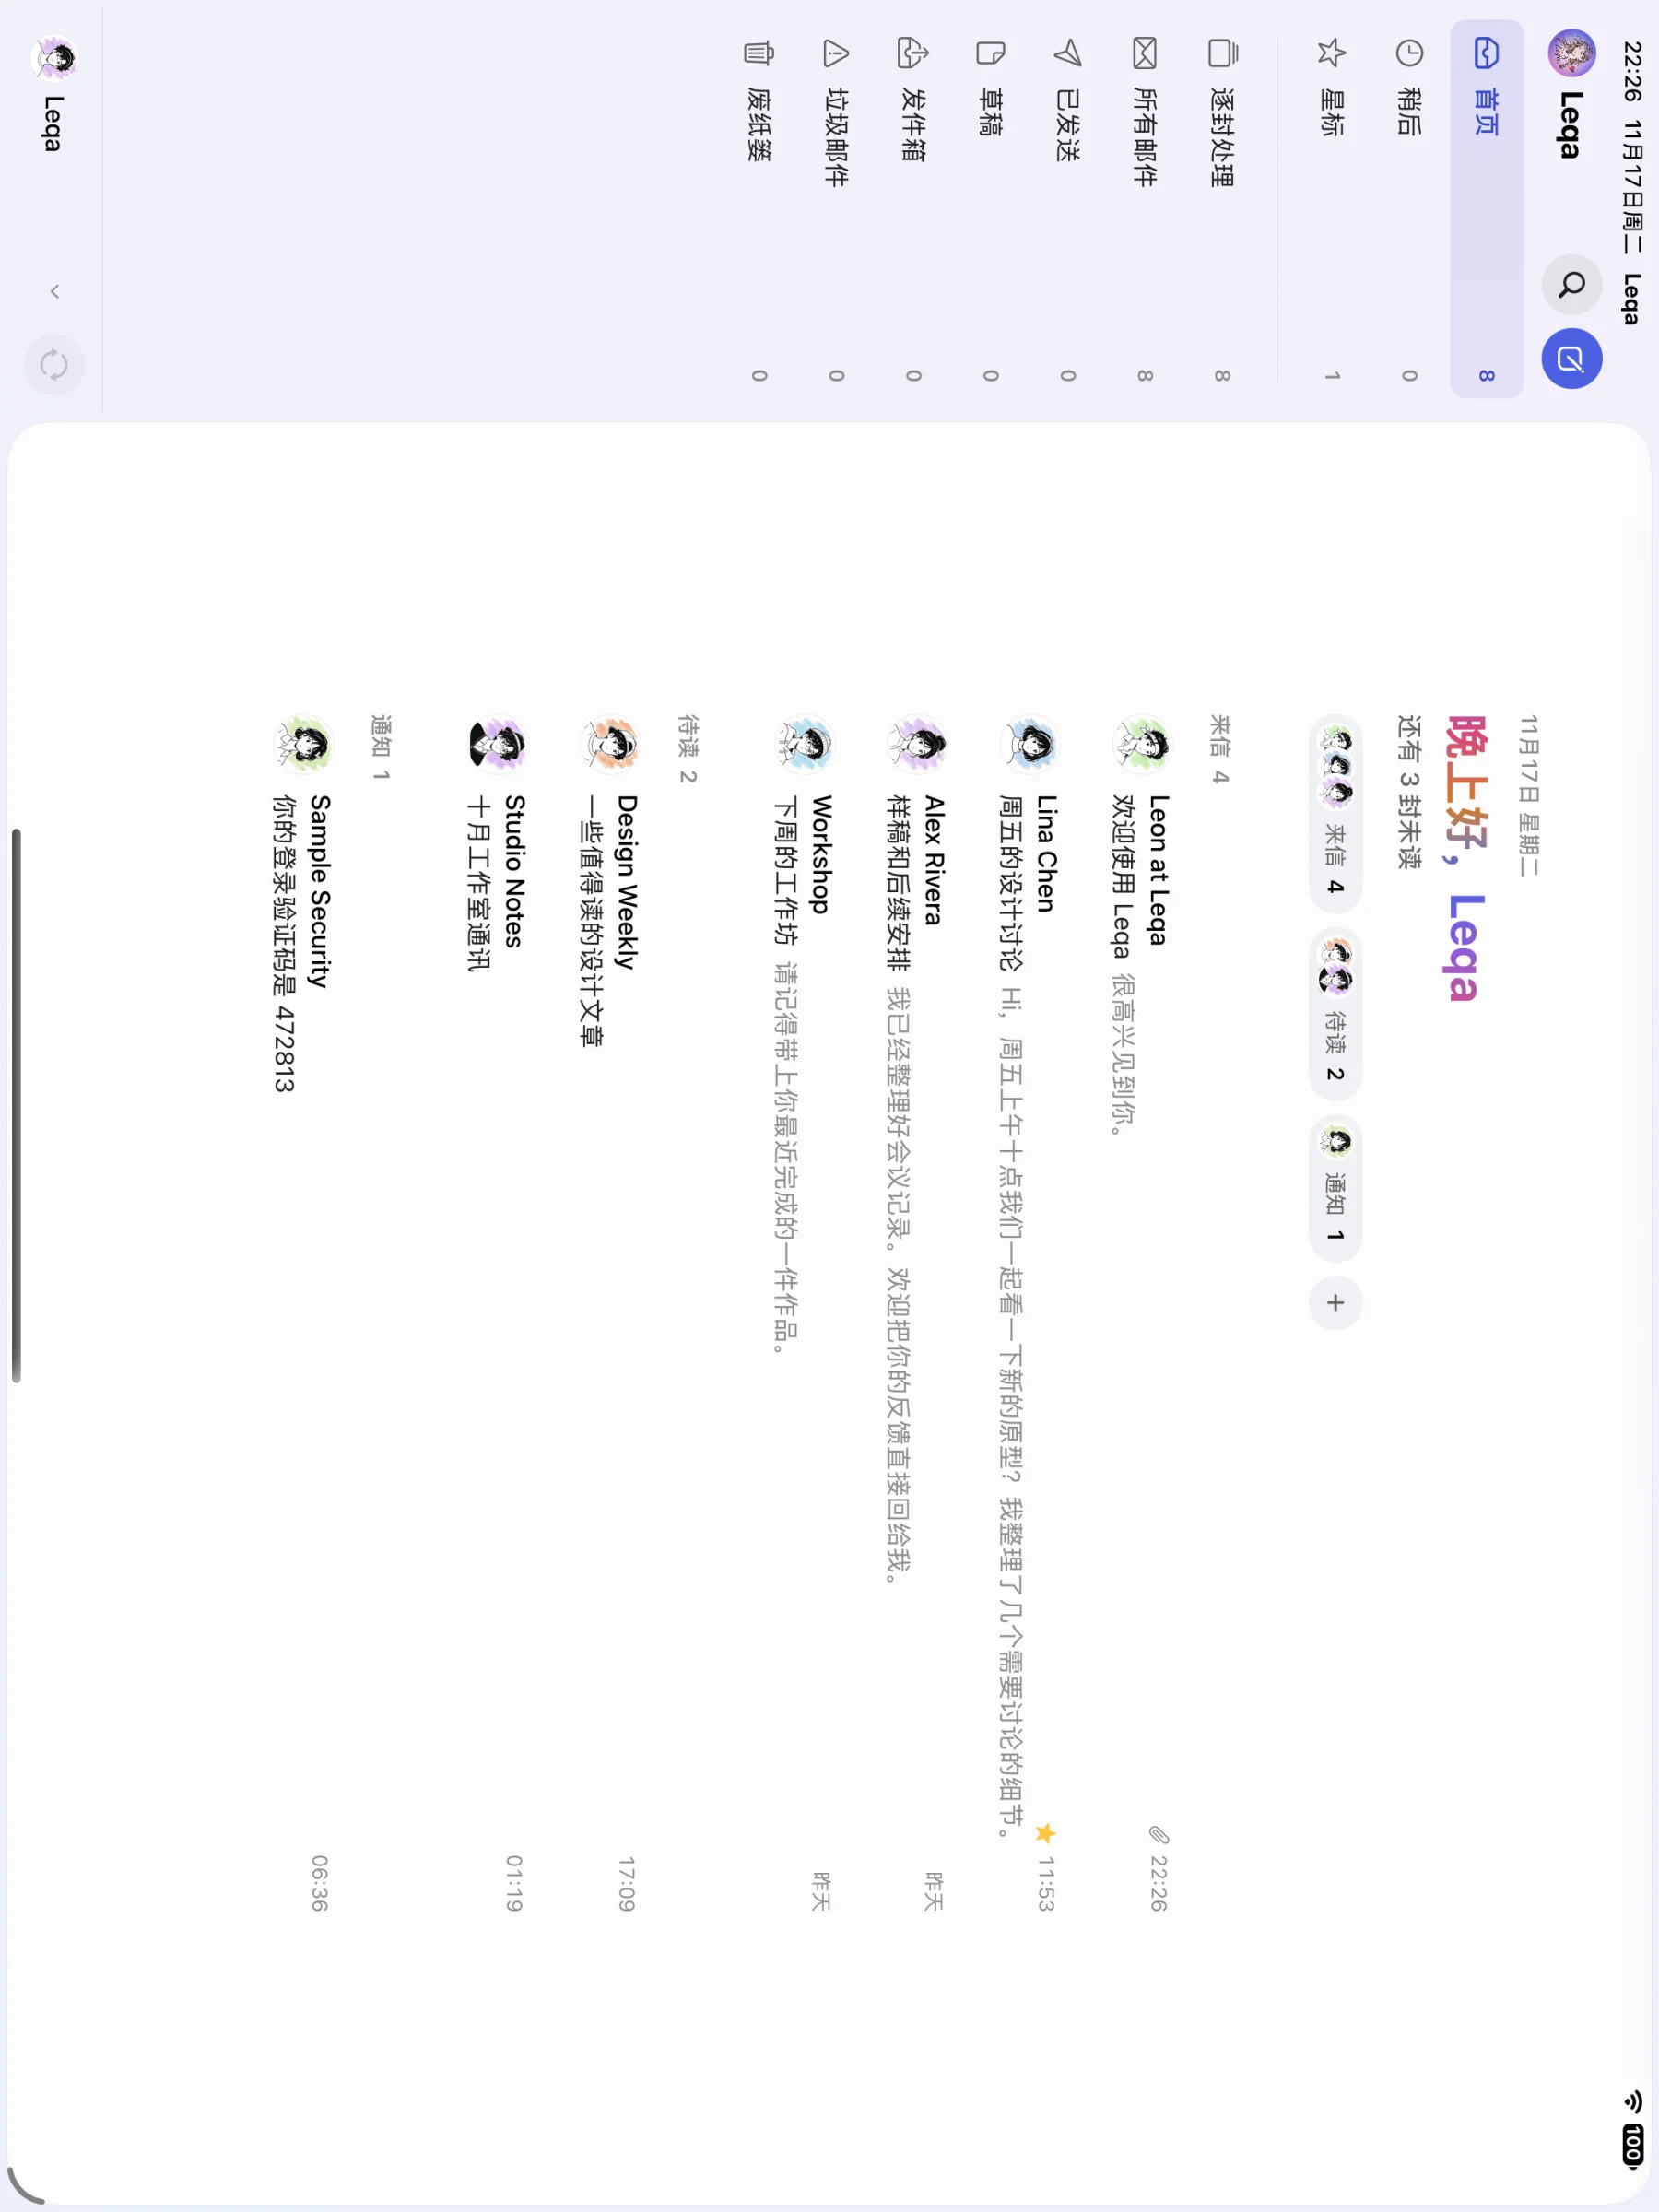 22:26 11月17日周二 Leqa
100
Leqa
首页 8
稍后 0
星标 1
逐封处理 8
所有邮件 8
已发送 0
草稿 0
发件箱 0
垃圾邮件 0
废纸篓 0
Leqa
11月17日 星期二
晚上好，Leqa
还有 3 封未读
来信 4
待读 2
通知 1
来信 4
Leon at Leqa 22:26
欢迎使用 Leqa 很高兴见到你。
Lina Chen 11:53
周五的设计讨论 Hi，周五上午十点我们一起看一下新的原型？我整理了几个需要讨论的细节。
Alex Rivera 昨天
样稿和后续安排 我已经整理好会议记录。欢迎把你的反馈直接回给我。
Workshop 昨天
下周的工作坊 请记得带上你最近完成的一件作品。
待读 2
Design Weekly 17:09
一些值得读的设计文章
Studio Notes 01:19
十月工作室通讯
通知 1
Sample Security 06:36
你的登录验证码是 472813